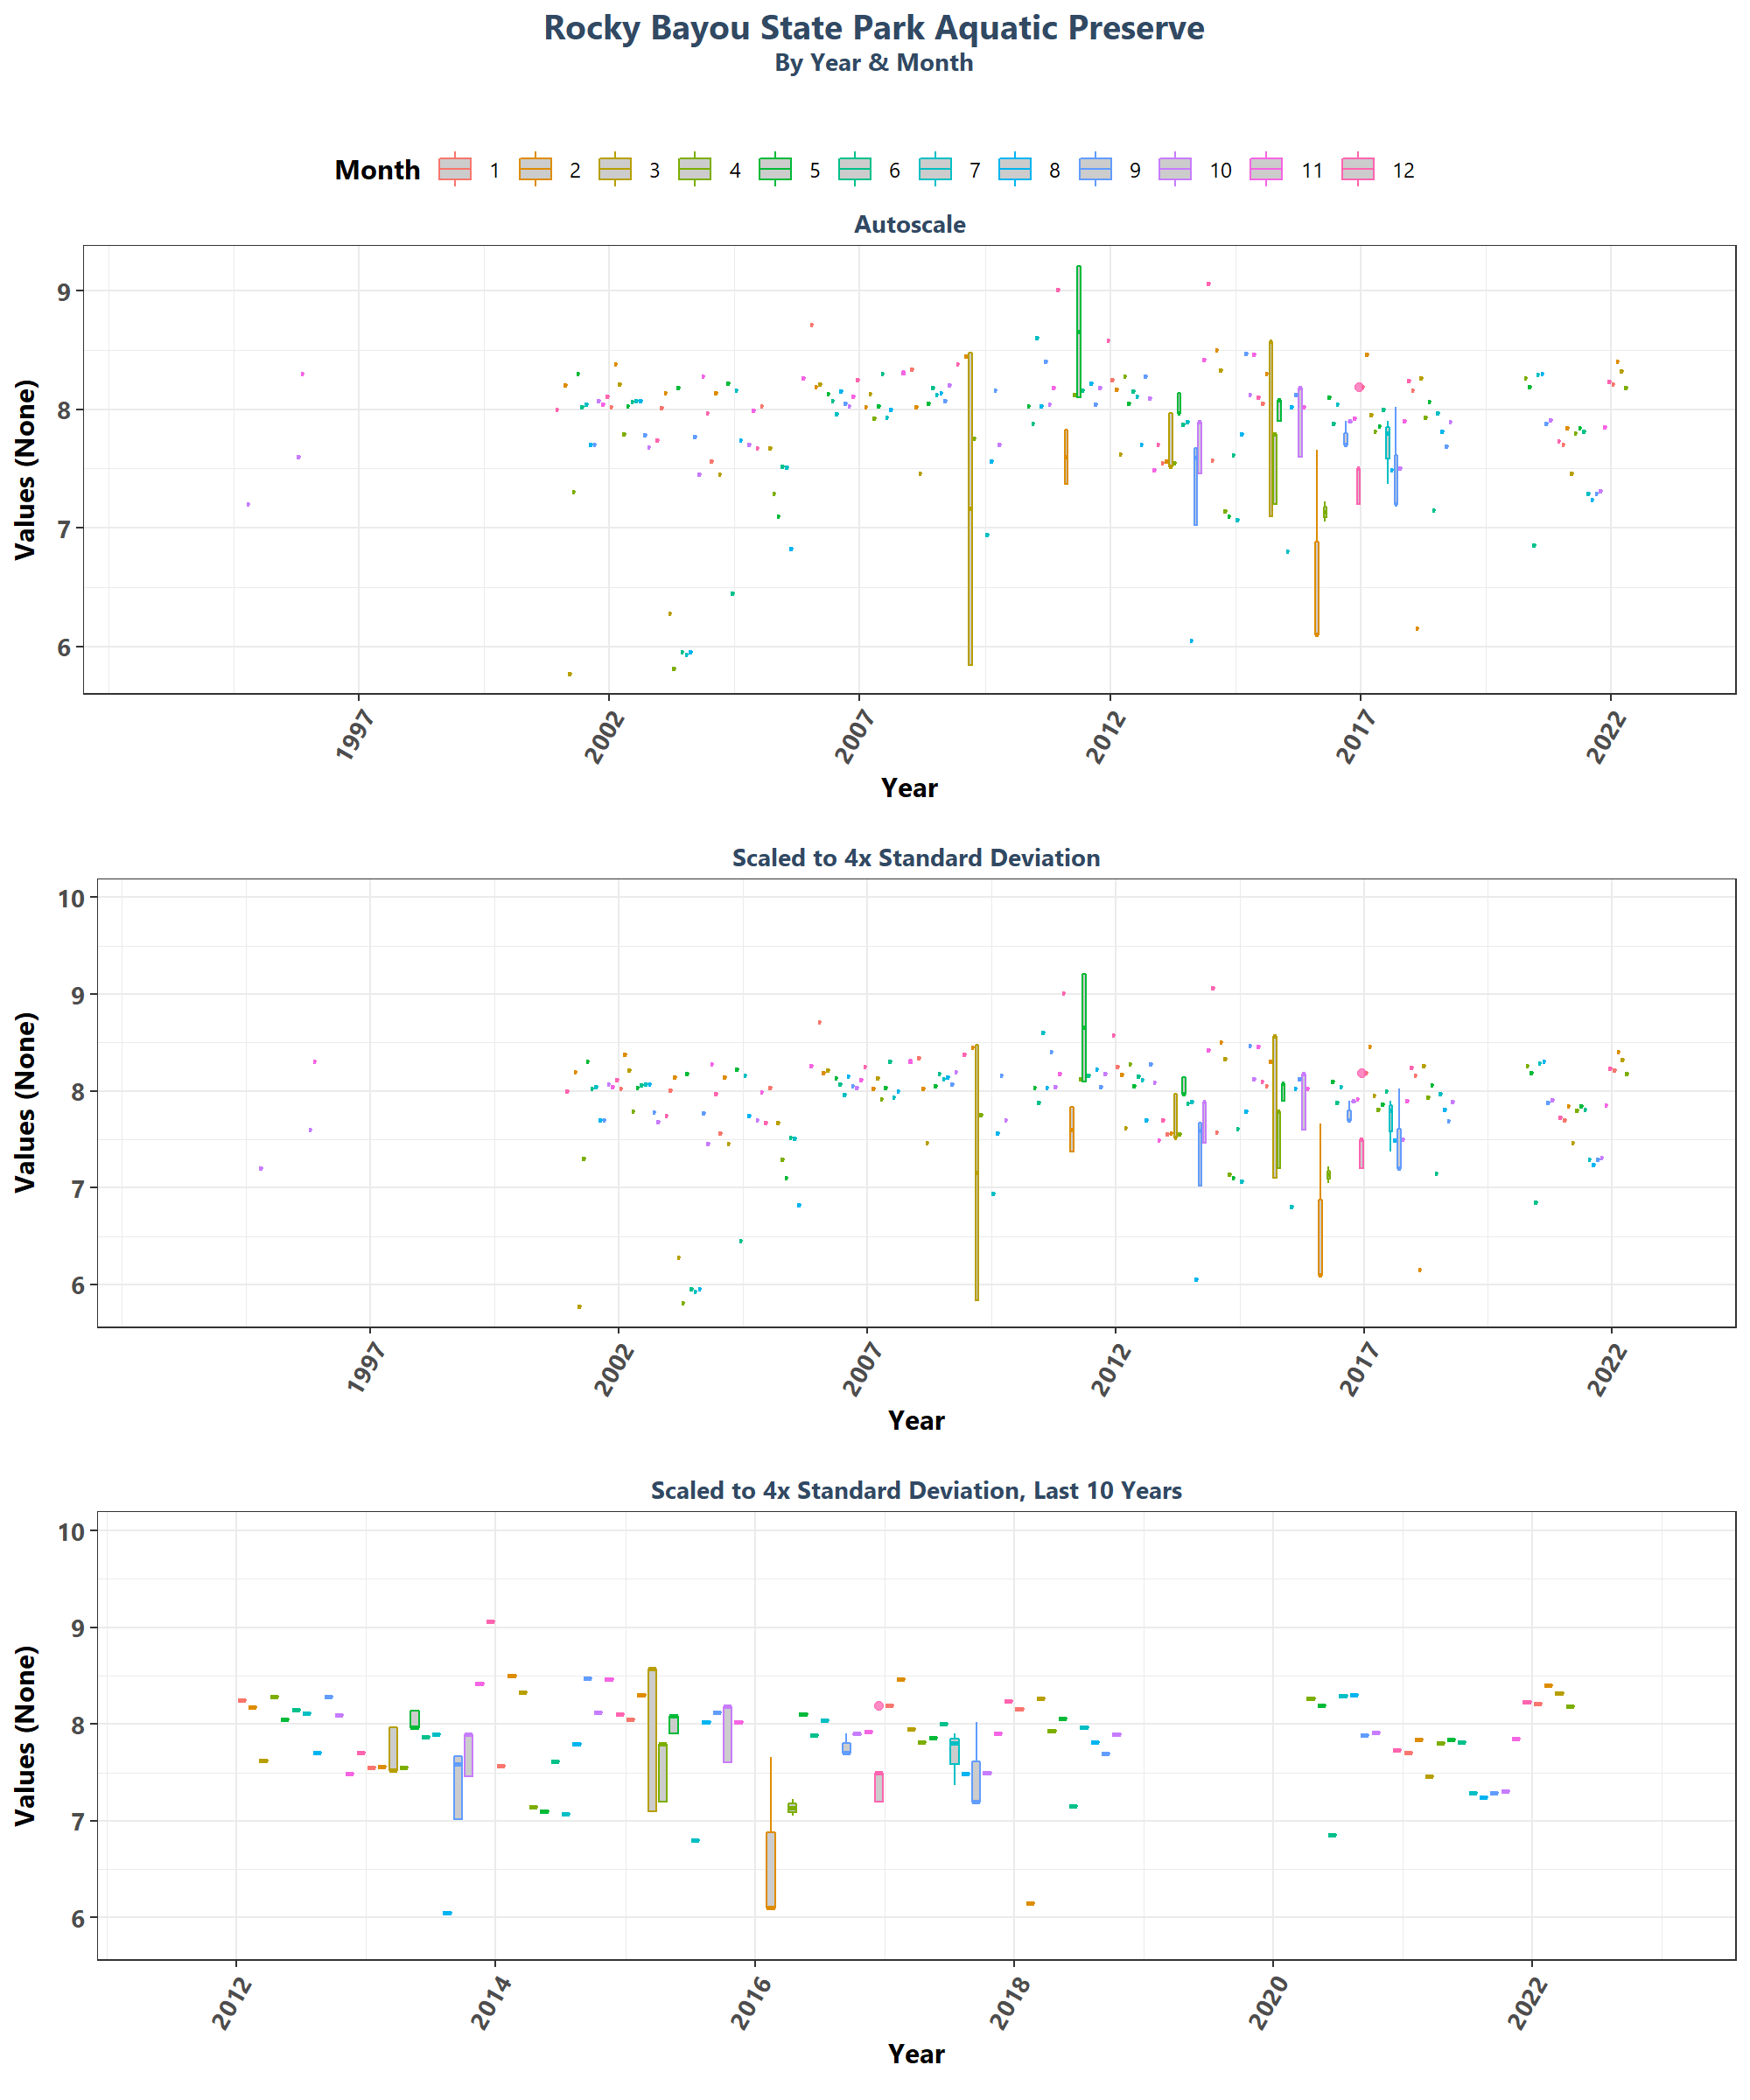 Rocky Bayou State Park Aquatic Preserve
By Year & Month
Month 1 2 3 4 5 6 7 8 9 10 11 12
Autoscale
Values (None)
9
8
7
6
1997 2002 2007 2012 2017 2022
Year
Scaled to 4x Standard Deviation
Values (None)
10
9
8
7
6
1997 2002 2007 2012 2017 2022
Year
Scaled to 4x Standard Deviation, Last 10 Years
Values (None)
10
9
8
7
6
2012 2014 2016 2018 2020 2022
Year